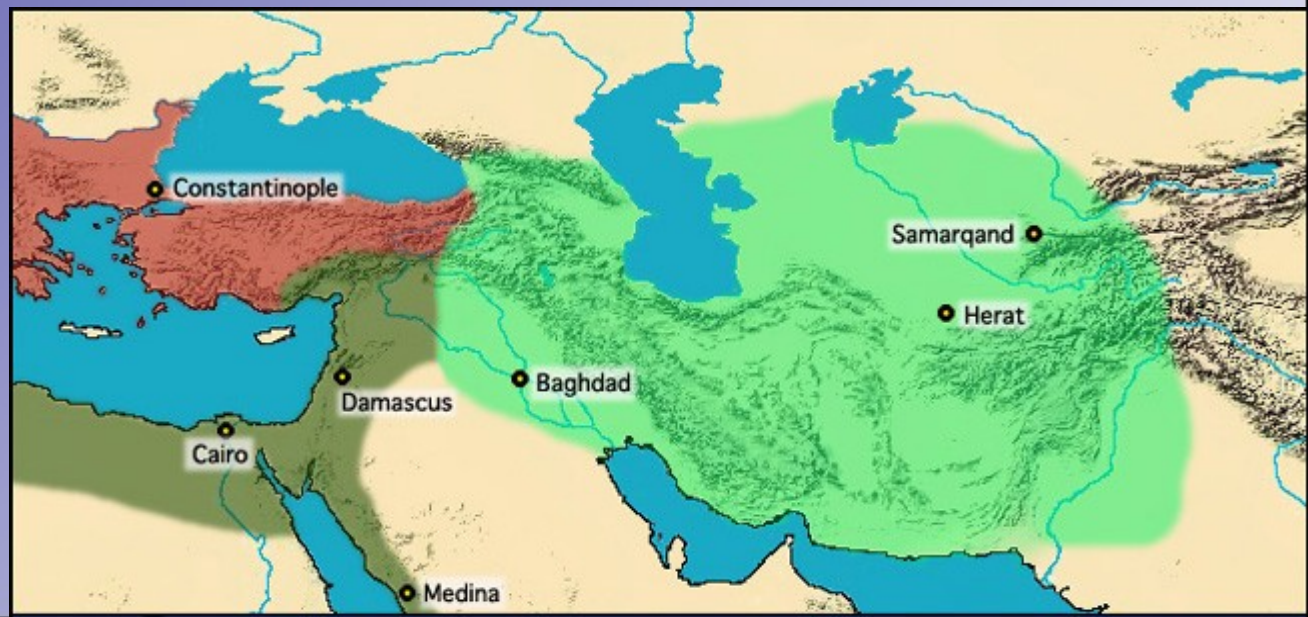 Constantinople
Samarqand
Herat
Baghdad
Damascus
Cairo
Medina